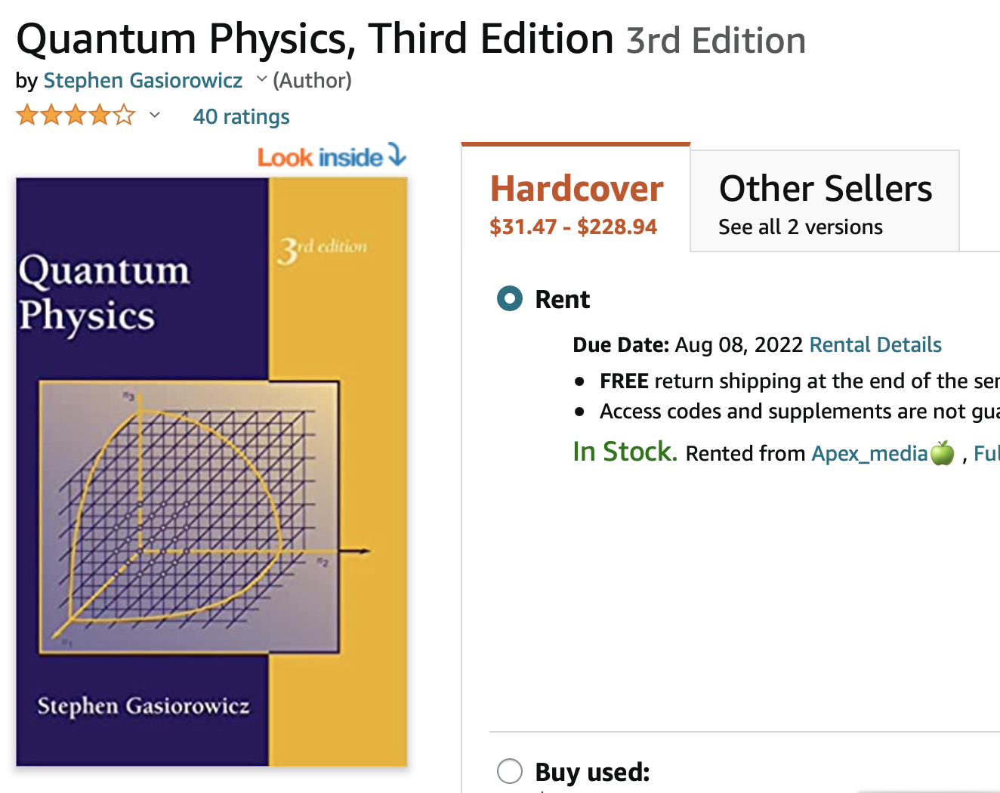 Quantum Physics, Third Edition 3rd Edition
by Stephen Gasiorowicz (Author)
40 ratings
Look inside
Quantum
Physics
3rd edition
n3
n2
n1
Stephen Gasiorowicz
Hardcover
$31.47 - $228.94
Other Sellers
See all 2 versions
Rent
Due Date: Aug 08, 2022 Rental Details
• FREE return shipping at the end of the
• Access codes and supplements are not
In Stock. Rented from Apex_media🍏 ,
Buy used: